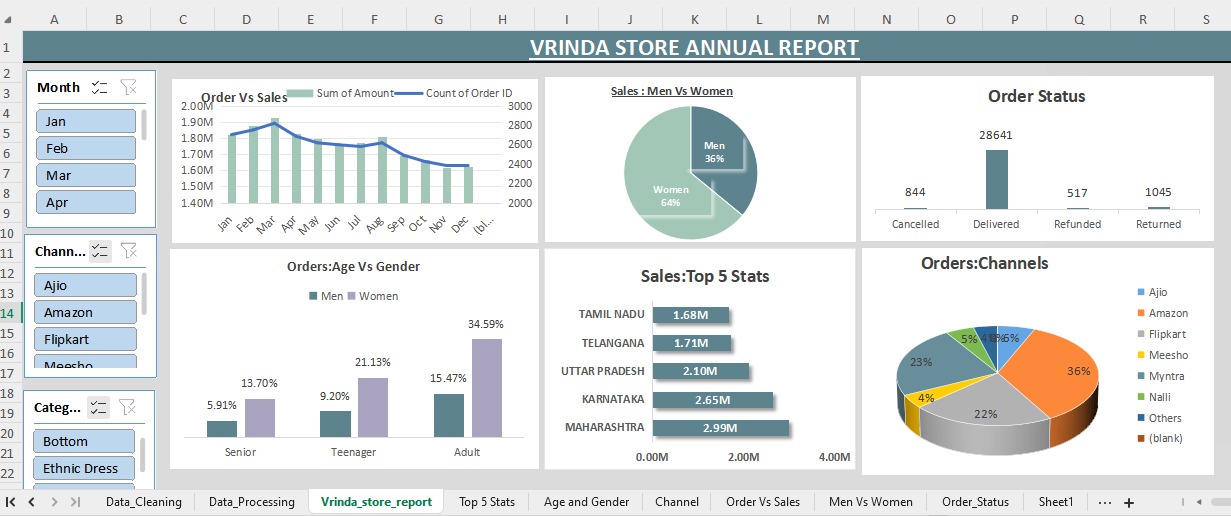 A B C D E F G H I J K L M N O P Q R S
1 VRINDA STORE ANNUAL REPORT
2
3
4
5
6
7
8
9
10
11
12
13
14
15
16
17
18
19
20
21
22
Month
Jan
Feb
Mar
Apr
Chann...
Ajio
Amazon
Flipkart
Meesho
Categ...
Bottom
Ethnic Dress
Order Vs Sales
Sum of Amount Count of Order ID
2.00M 3000
1.90M 2800
1.80M
1.70M 2600
1.60M 2400
1.50M 2200
1.40M 2000
Jan Feb Mar Apr May Jun Jul Aug Sep Oct Nov Dec (bl...
Sales : Men Vs Women
Men
36%
Women
64%
Order Status
844 28641 517 1045
Cancelled Delivered Refunded Returned
Orders:Age Vs Gender
Men Women
5.91% 13.70% 9.20% 21.13% 15.47% 34.59%
Senior Teenager Adult
Sales:Top 5 Stats
TAMIL NADU 1.68M
TELANGANA 1.71M
UTTAR PRADESH 2.10M
KARNATAKA 2.65M
MAHARASHTRA 2.99M
0.00M 2.00M 4.00M
Orders:Channels
Ajio
Amazon
Flipkart
Meesho
Myntra
Nalli
Others
(blank)
6%
36%
22%
4%
23%
5%
Data_Cleaning Data_Processing Vrinda_store_report Top 5 Stats Age and Gender Channel Order Vs Sales Men Vs Women Order_Status Sheet1 ... +